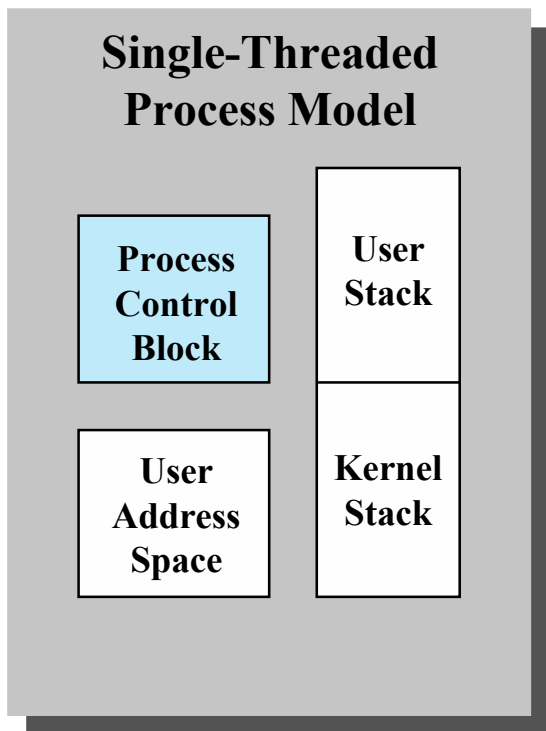 Single-Threaded
Process Model
Process
Control
Block
User
Stack
User
Address
Space
Kernel
Stack